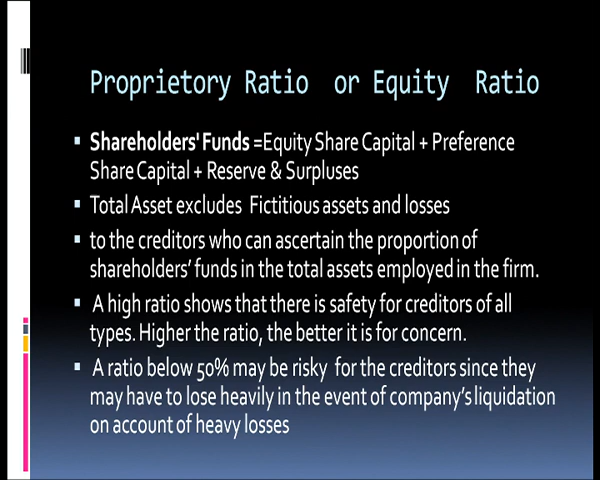 Proprietory Ratio or Equity Ratio
Shareholders' Funds =Equity Share Capital + Preference
Share Capital + Reserve & Surpluses
Total Asset excludes Fictitious assets and losses
to the creditors who can ascertain the proportion of
shareholders' funds in the total assets employed in the firm.
A high ratio shows that there is safety for creditors of all
types. Higher the ratio, the better it is for concern.
A ratio below 50% may be risky for the creditors since they
may have to lose heavily in the event of company's liquidation
on account of heavy losses